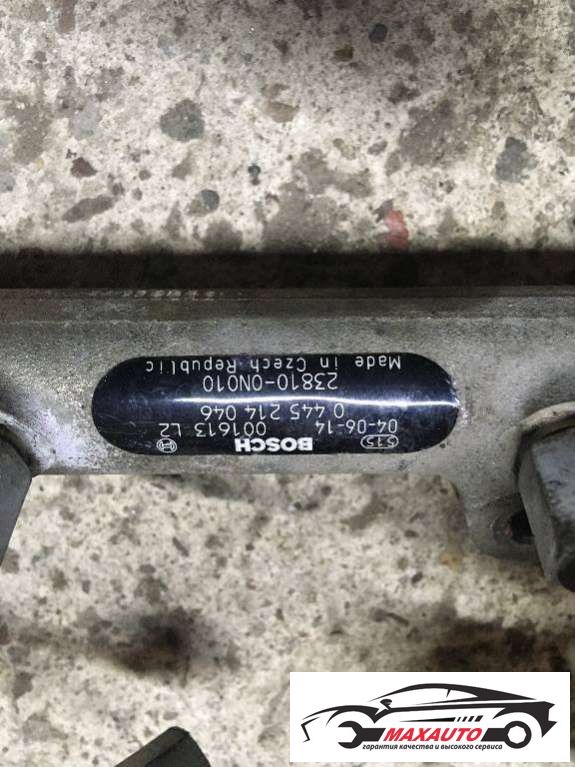 515
BOSCH
04-06-14 001613 L2
0 445 214 046
23810-0N010
Made in Czech Republic
MAXAUTO
гарантия качества и высокого сервиса